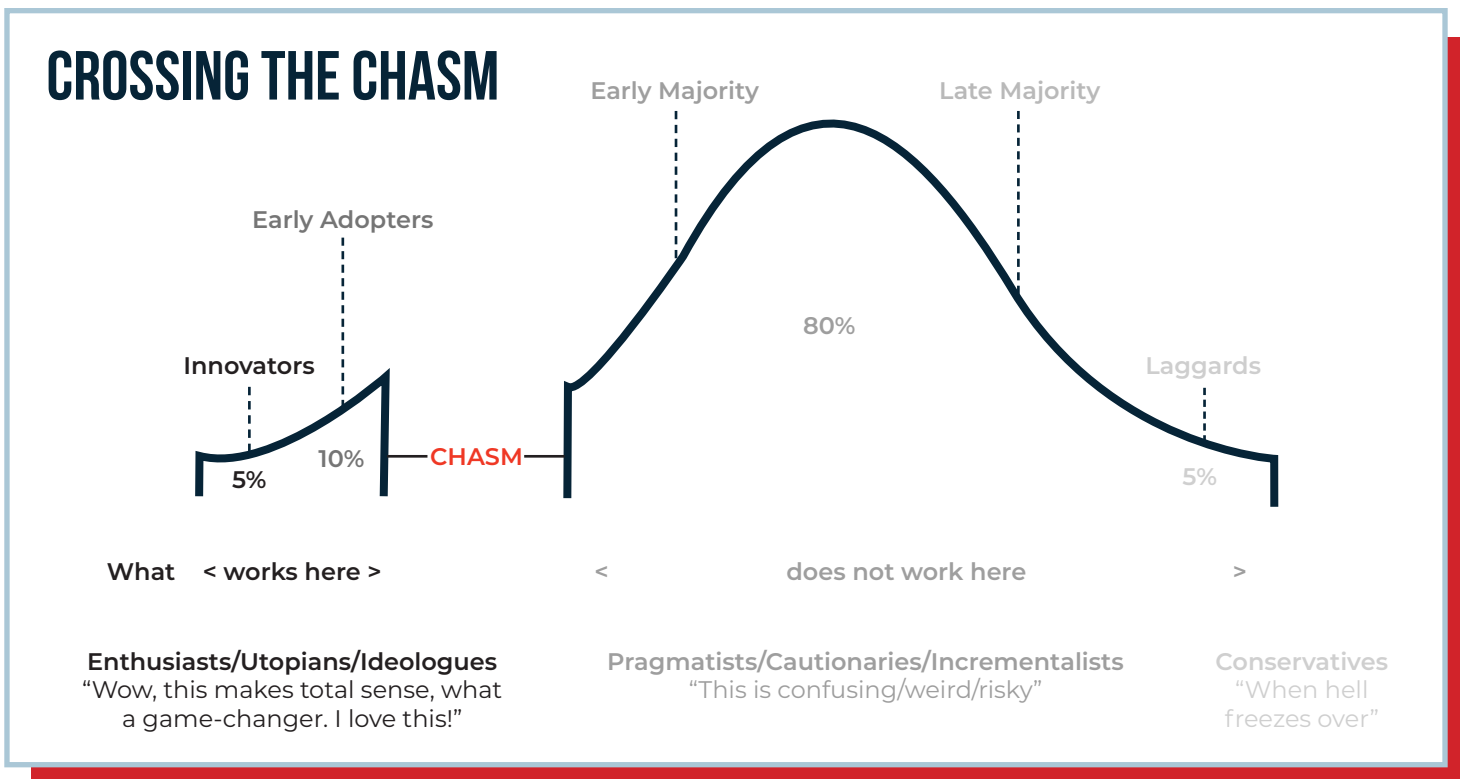 CROSSING THE CHASM
Early Majority
Late Majority
Early Adopters
80%
Innovators
Laggards
10%
CHASM
5%
5%
What < works here > < does not work here >
Enthusiasts/Utopians/Ideologues
“Wow, this makes total sense, what
a game-changer. I love this!”
Pragmatists/Cautionaries/Incrementalists
“This is confusing/weird/risky”
Conservatives
“When hell
freezes over”